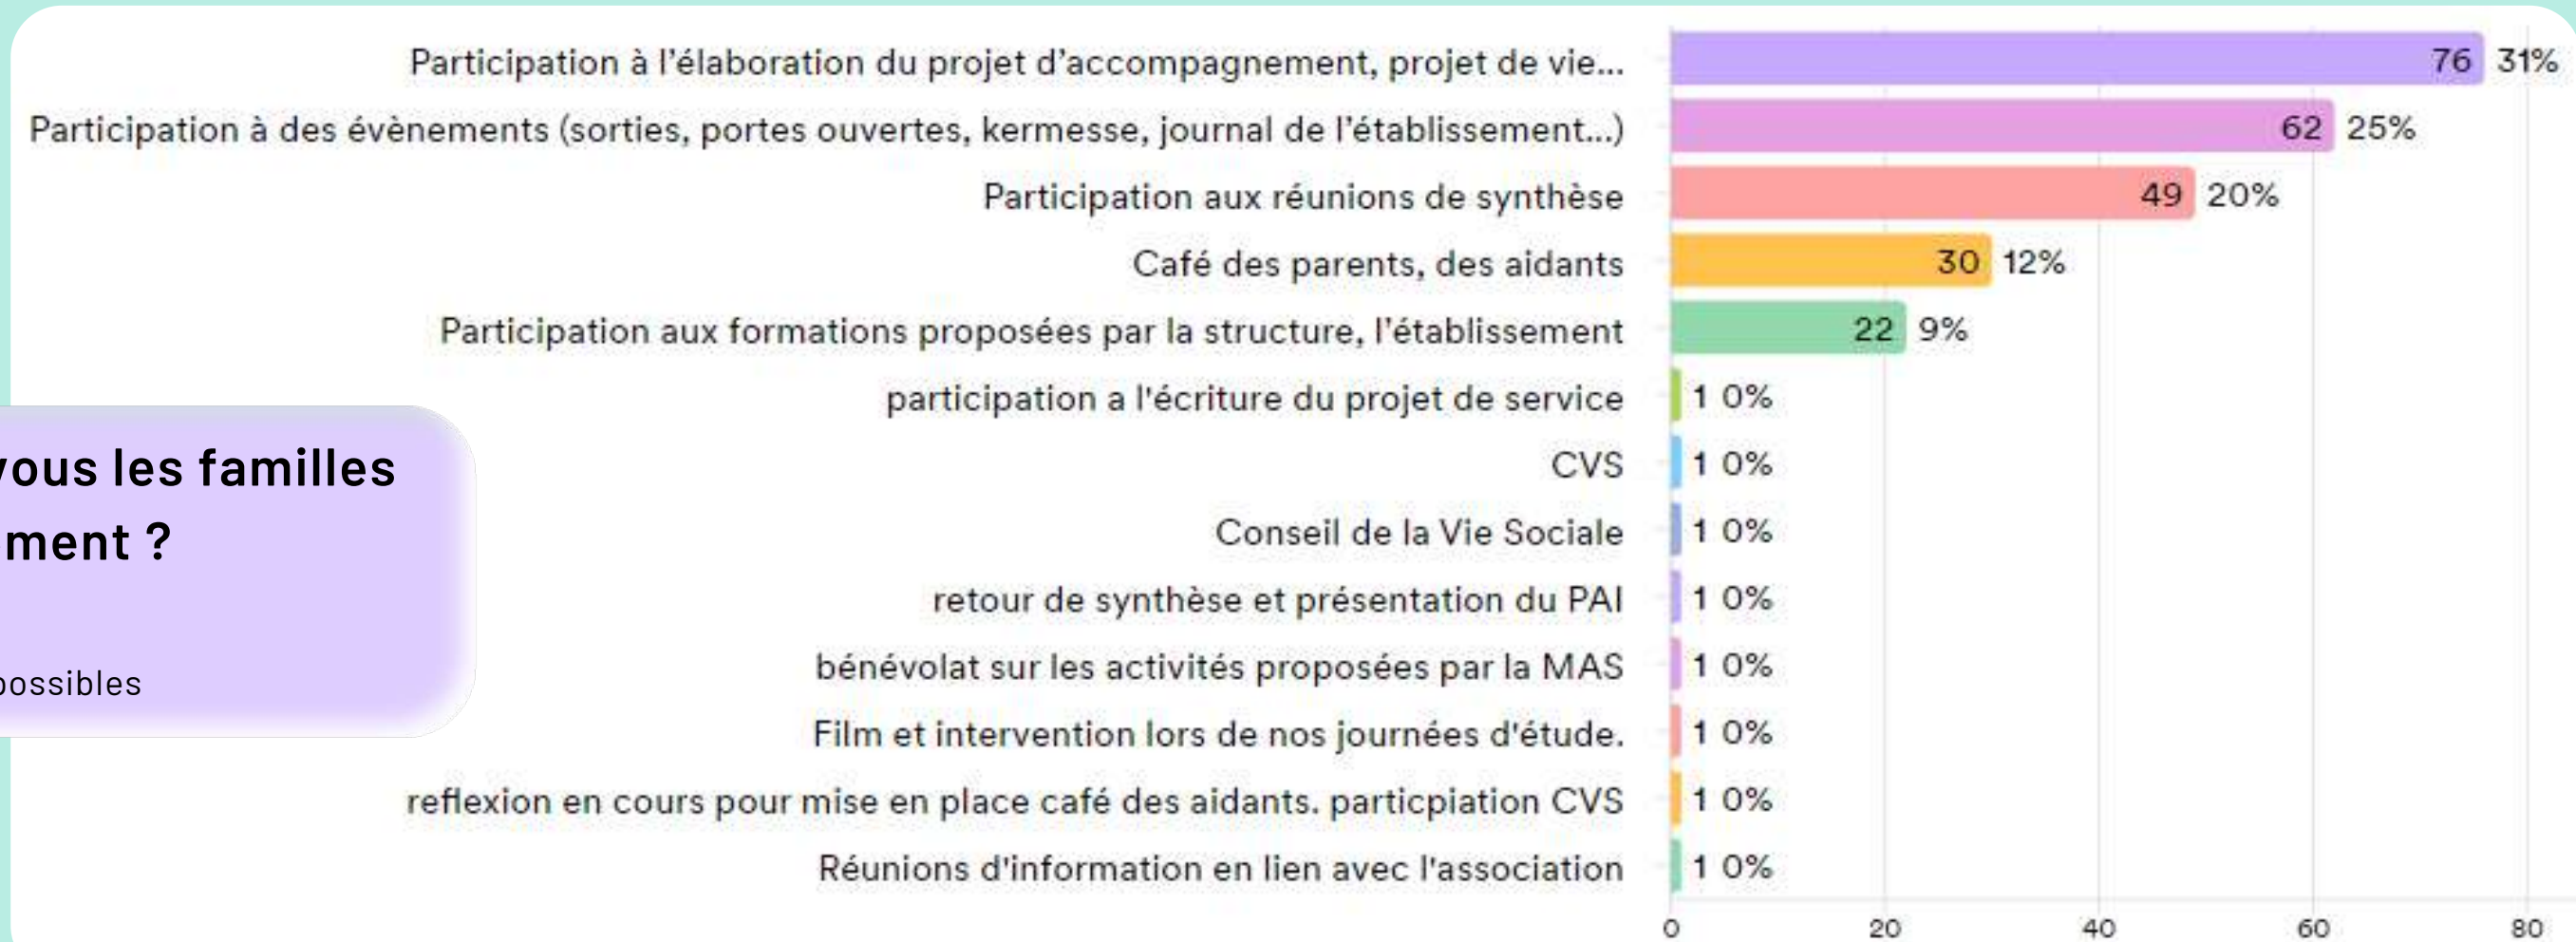 Participation à l'élaboration du projet d'accompagnement, projet de vie... 76 31%
Participation à des évènements (sorties, portes ouvertes, kermesse, journal de l'établissement...) 62 25%
Participation aux réunions de synthèse 49 20%
Café des parents, des aidants 30 12%
Participation aux formations proposées par la structure, l'établissement 22 9%
participation a l'écriture du projet de service 1 0%
CVS 1 0%
Conseil de la Vie Sociale 1 0%
retour de synthèse et présentation du PAI 1 0%
bénévolat sur les activités proposées par la MAS 1 0%
Film et intervention lors de nos journées d'étude. 1 0%
reflexion en cours pour mise en place café des aidants. particpiation CVS 1 0%
Réunions d'information en lien avec l'association 1 0%
0 20 40 60 80
vous les familles
ment ?
possibles